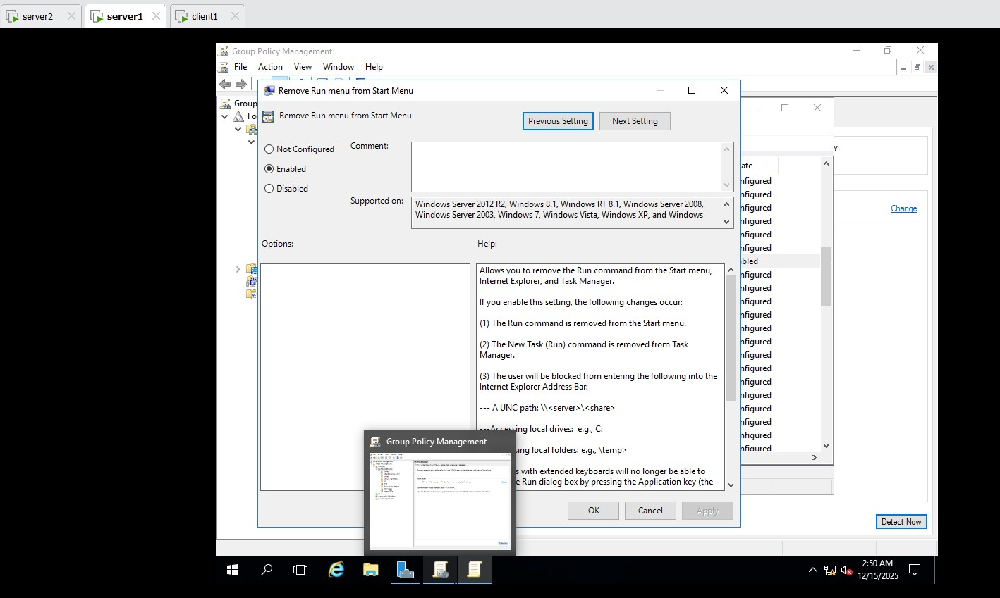 server2
server1
client1
Group Policy Management
File Action View Window Help
Remove Run menu from Start Menu
Remove Run menu from Start Menu
Previous Setting
Next Setting
Not Configured
Enabled
Disabled
Comment:
Supported on:
Windows Server 2012 R2, Windows 8.1, Windows RT 8.1, Windows Server 2008,
Windows Server 2003, Windows 7, Windows Vista, Windows XP, and Windows
Options:
Help:
Allows you to remove the Run command from the Start menu,
Internet Explorer, and Task Manager.
If you enable this setting, the following changes occur:
(1) The Run command is removed from the Start menu.
(2) The New Task (Run) command is removed from Task
Manager.
(3) The user will be blocked from entering the following into the
Internet Explorer Address Bar:
--- A UNC path: \\<server>\<share>
---Accessing local drives: e.g., C:
sing local folders: e.g., \temp>
s with extended keyboards will no longer be able to
e Run dialog box by pressing the Application key (the
OK
Cancel
Apply
Group
Fo
ate
nfigured
nfigured
nfigured
nfigured
nfigured
nfigured
bled
nfigured
nfigured
nfigured
nfigured
nfigured
nfigured
nfigured
nfigured
nfigured
nfigured
nfigured
nfigured
nfigured
nfigured
y.
Change
Detect Now
Group Policy Management
2:50 AM
12/15/2025